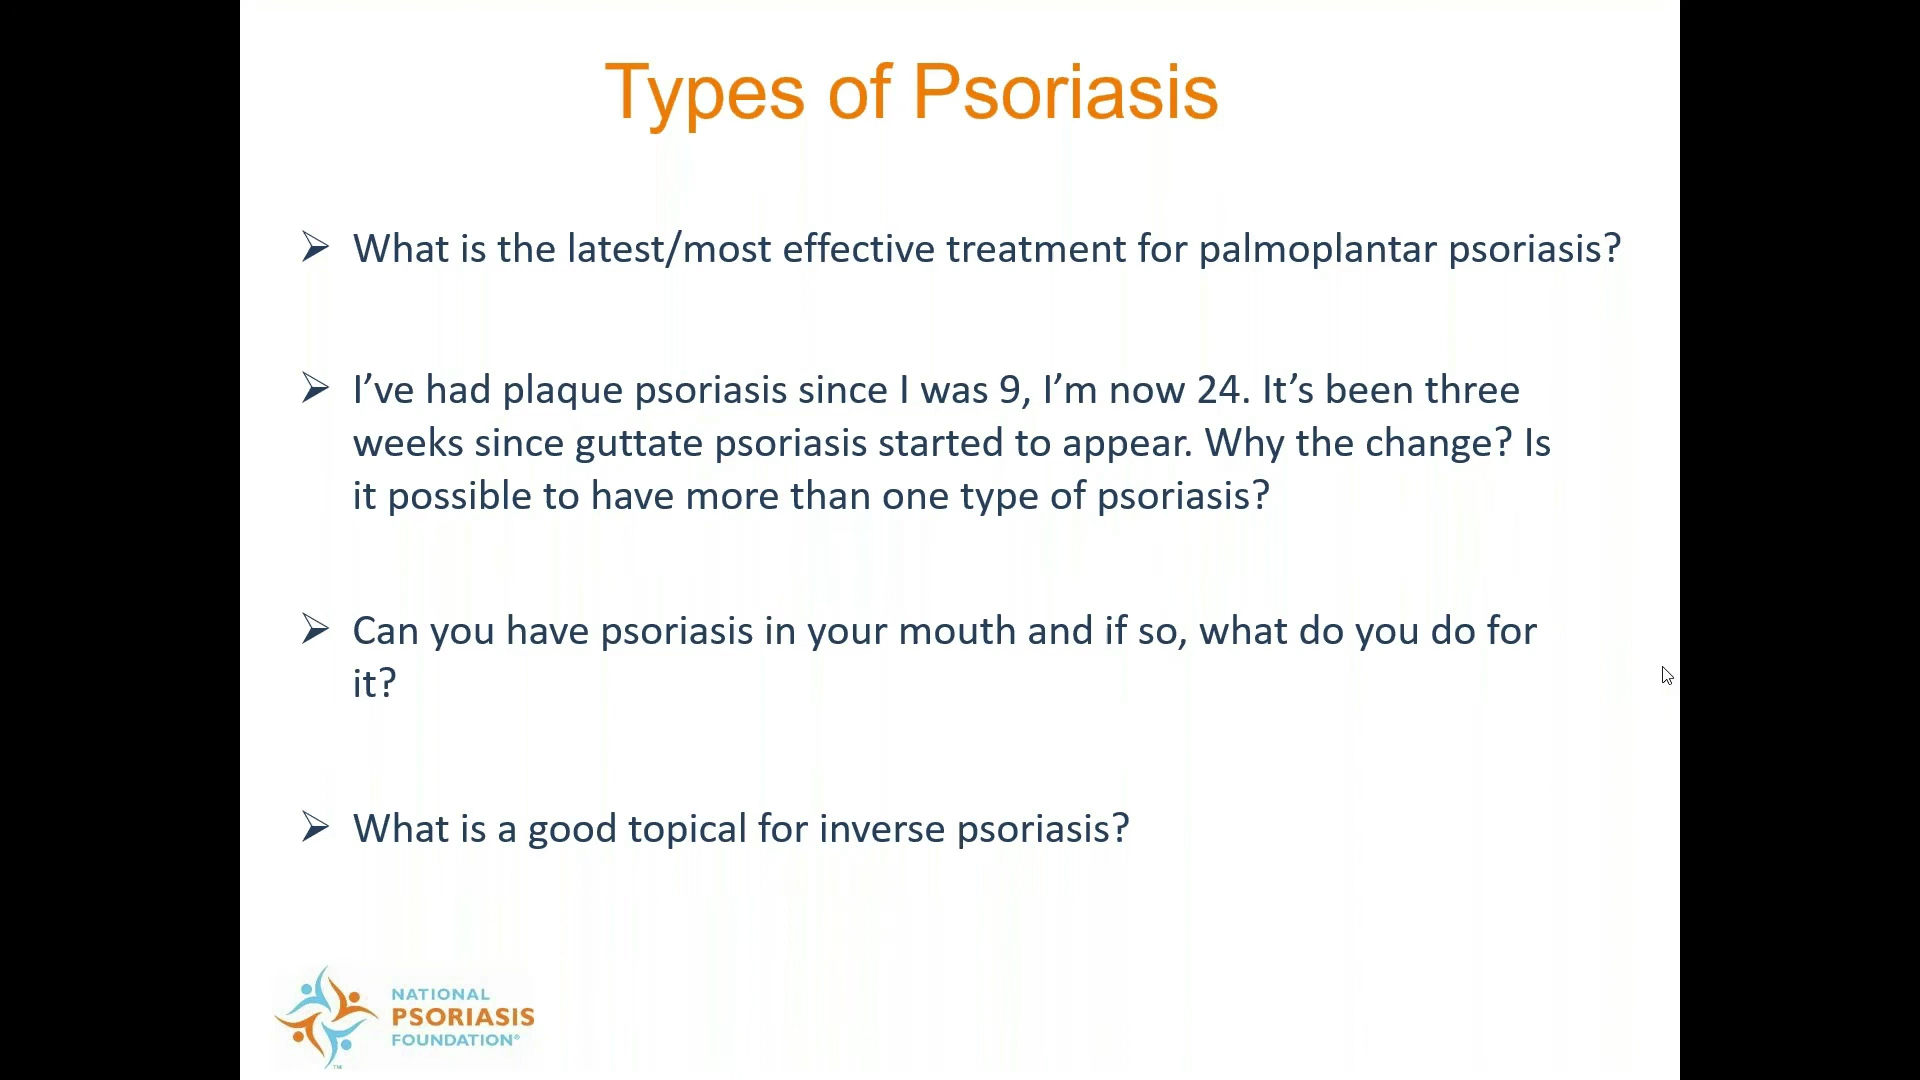 Types of Psoriasis
➢ What is the latest/most effective treatment for palmoplantar psoriasis?
➢ I’ve had plaque psoriasis since I was 9, I’m now 24. It’s been three
weeks since guttate psoriasis started to appear. Why the change? Is
it possible to have more than one type of psoriasis?
➢ Can you have psoriasis in your mouth and if so, what do you do for
it?
➢ What is a good topical for inverse psoriasis?
NATIONAL
PSORIASIS
FOUNDATION®
™